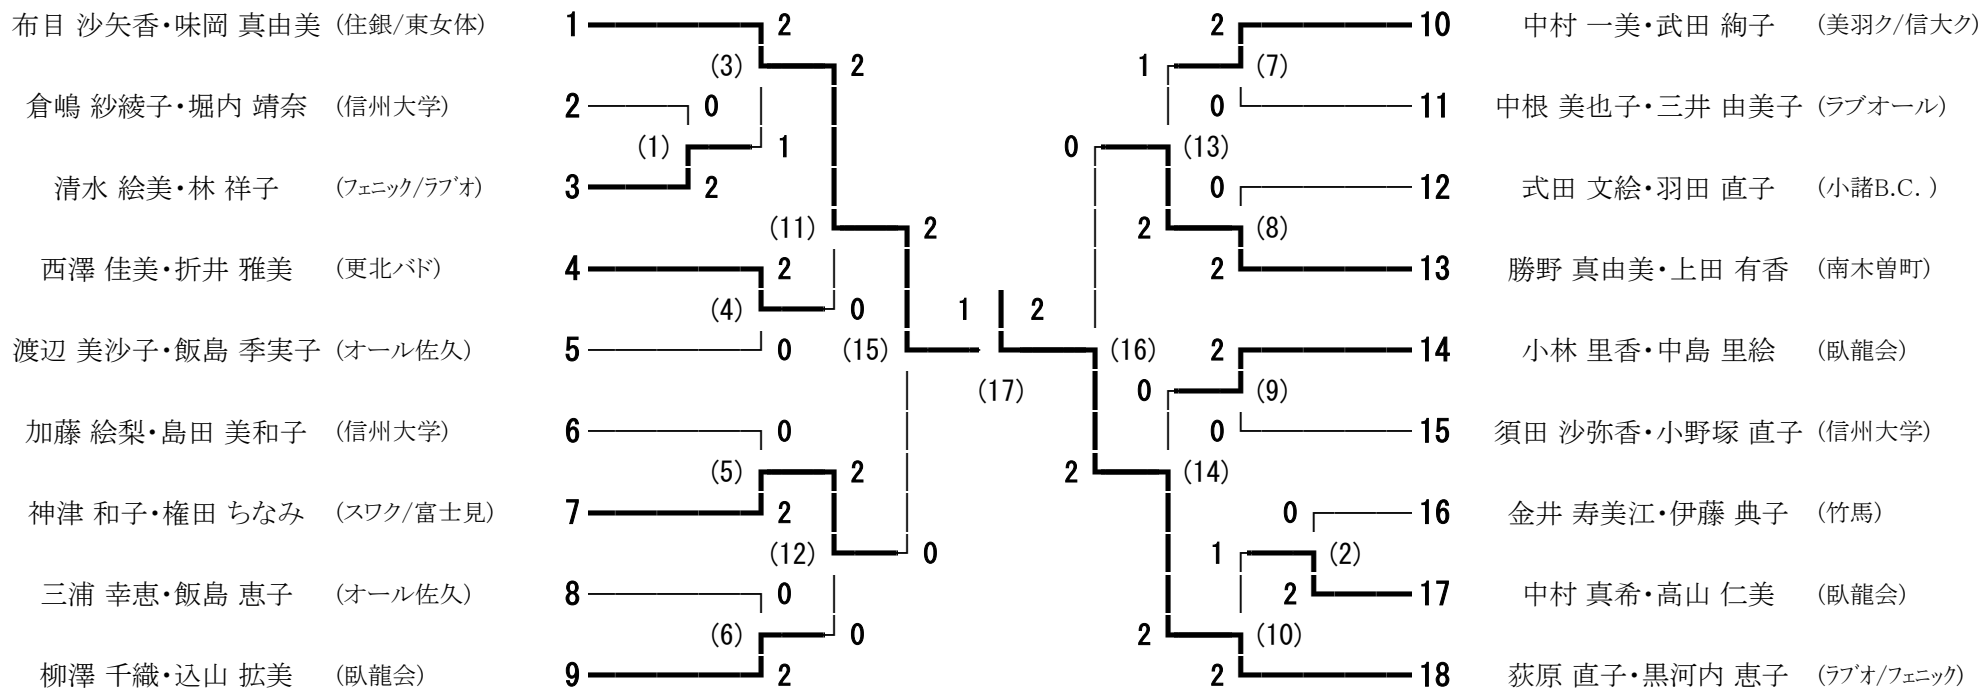 布目 沙矢香・味岡 真由美 (住銀/東女体) 1 2 2 10 中村 一美・武田 絢子 (美羽ク/信大ク)
(3) 2 1 (7)
倉嶋 紗綾子・堀内 靖奈 (信州大学) 2 0 0 11 中根 美也子・三井 由美子 (ラブオール)
(1) 1 0 (13)
清水 絵美・林 祥子 (フェニック/ラブオ) 3 2 0 12 式田 文絵・羽田 直子 (小諸B.C.)
(11) 2 2 (8)
西澤 佳美・折井 雅美 (更北バド) 4 2 2 13 勝野 真由美・上田 有香 (南木曽町)
(4) 0 1 2
渡辺 美沙子・飯島 季実子 (オール佐久) 5 0 (15) (16) 2 14 小林 里香・中島 里絵 (臥龍会)
(17) 0 (9)
加藤 絵梨・島田 美和子 (信州大学) 6 0 0 15 須田 沙弥香・小野塚 直子 (信州大学)
(5) 2 2 (14)
神津 和子・権田 ちなみ (スワク/富士見) 7 2 0 16 金井 寿美江・伊藤 典子 (竹馬)
(12) 0 1 (2)
三浦 幸恵・飯島 恵子 (オール佐久) 8 0 2 17 中村 真希・高山 仁美 (臥龍会)
(6) 0 2 (10)
柳澤 千織・込山 拡美 (臥龍会) 9 2 2 18 荻原 直子・黒河内 恵子 (ラブオ/フェニック)